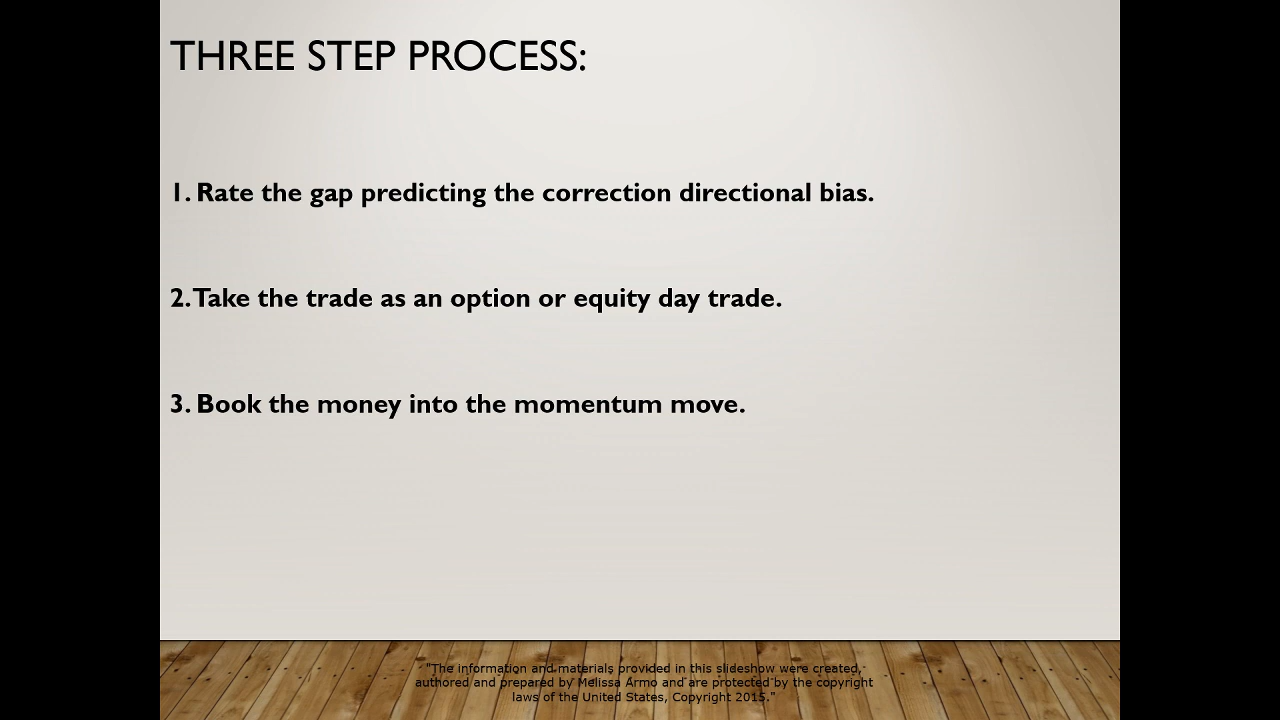 THREE STEP PROCESS:
1. Rate the gap predicting the correction directional bias.
2. Take the trade as an option or equity day trade.
3. Book the money into the momentum move.
"The information and materials provided in this slideshow were created,
authored and prepared by Melissa Armo and are protected by the copyright
laws of the United States, Copyright 2015."